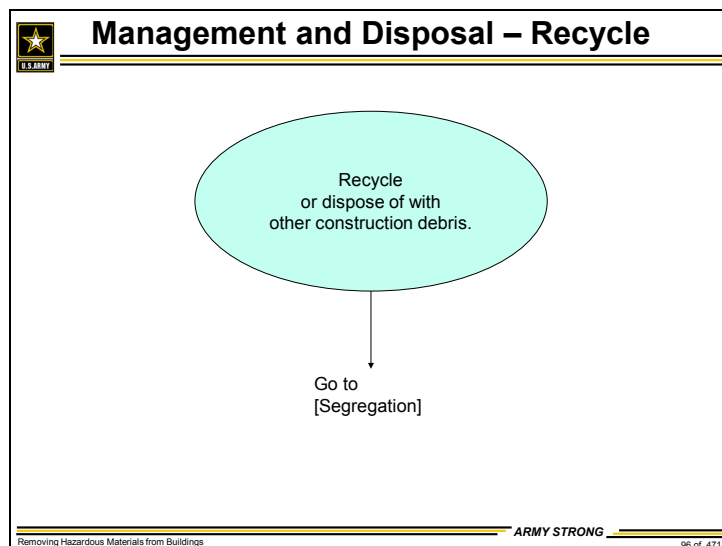 Management and Disposal – Recycle
U.S.ARMY
Recycle
or dispose of with
other construction debris.
Go to
[Segregation]
ARMY STRONG
Removing Hazardous Materials from Buildings
96 of 471